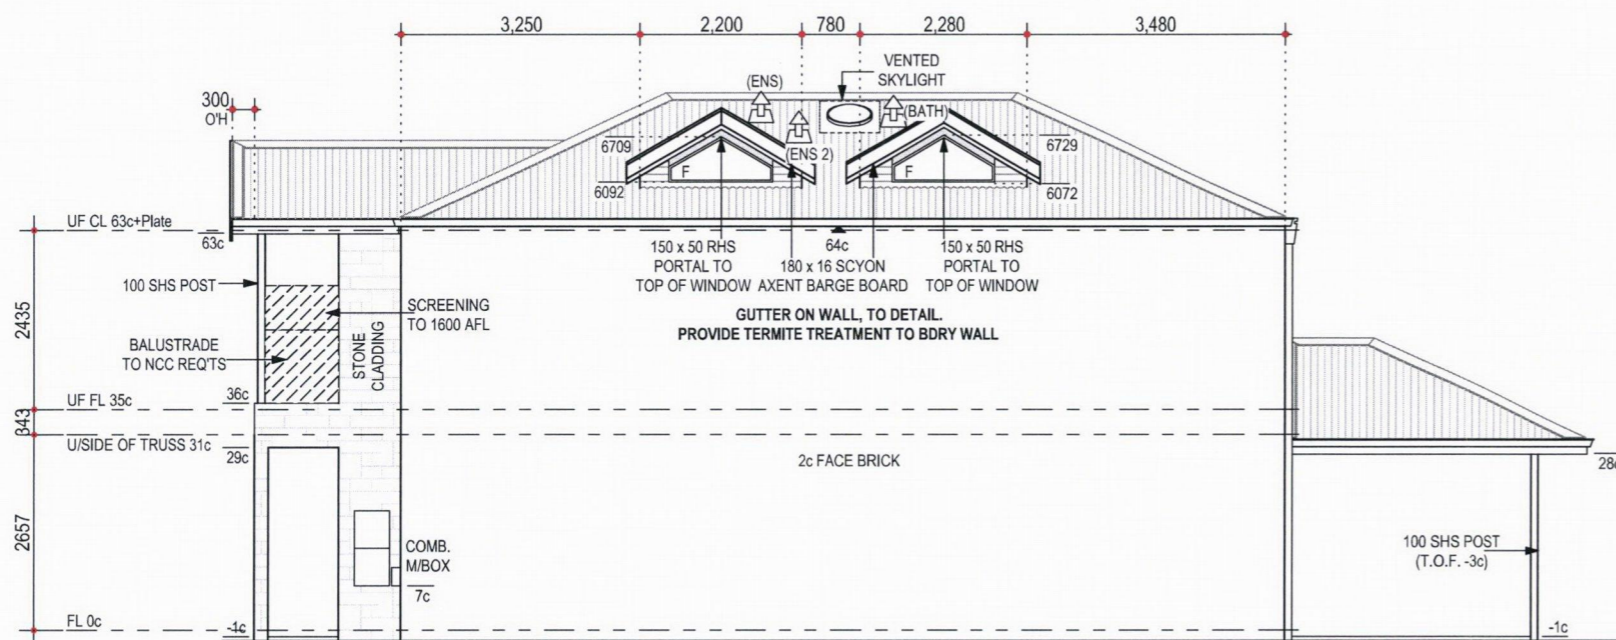 3,250
2,200
780
2,280
3,480
300
O'H
(ENS)
VENTED
SKYLIGHT
(BATH)
(ENS 2)
6709
6092
F
F
6729
6072
UF CL 63c+Plate
63c
64c
150 x 50 RHS
PORTAL TO
TOP OF WINDOW
180 x 16 SCYON
AXENT BARGE BOARD
150 x 50 RHS
PORTAL TO
TOP OF WINDOW
GUTTER ON WALL, TO DETAIL.
PROVIDE TERMITE TREATMENT TO BDRY WALL
100 SHS POST
SCREENING
TO 1600 AFL
BALUSTRADE
TO NCC REQ'TS
STONE
CLADDING
2435
UF FL 35c
36c
343
U/SIDE OF TRUSS 31c
29c
2c FACE BRICK
28c
2657
COMB.
M/BOX
7c
100 SHS POST
(T.O.F. -3c)
FL 0c
-1c
-1c